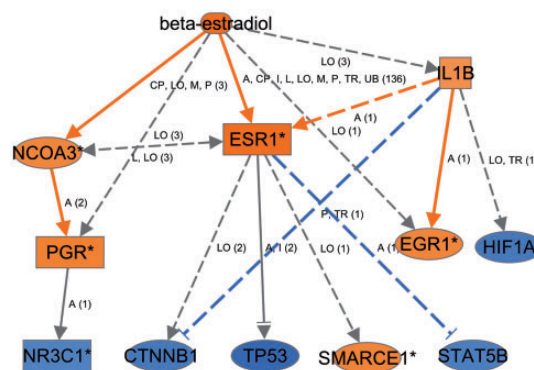 beta-estradiol
LO (3)
IL1B
CP, LO, M, P (3)
A, CP, I, L, LO, M, P, TR, UB (136)
A (1)
LO (3)
LO (1)
NCOA3*
ESR1*
L, LO (3)
A (1)
LO, TR (1
A (2)
P, TR (1)
PGR*
EGR1*
HIF1A
LO (2)
A, I (2)
LO (1)
A (1)
A (1)
NR3C1*
CTNNB1
TP53
SMARCE1*
STAT5B